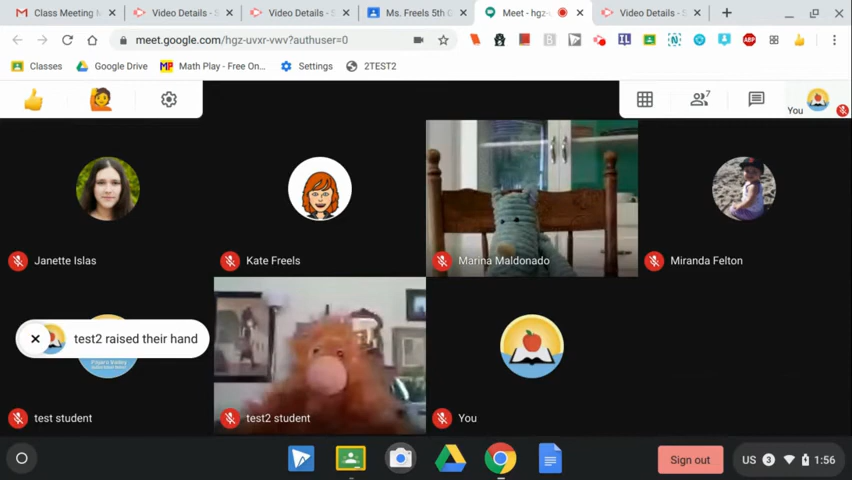 Class Meeting M
Video Details - S
Video Details - S
Ms. Freels 5th G
Meet - hgz-
Video Details - S
meet.google.com/hgz-uvxr-vwv?authuser=0
Classes
Google Drive
Math Play - Free On...
Settings
2TEST2
7
You
Janette Islas
Kate Freels
Marina Maldonado
Miranda Felton
test2 raised their hand
test student
test2 student
You
Sign out
US 3 1:56